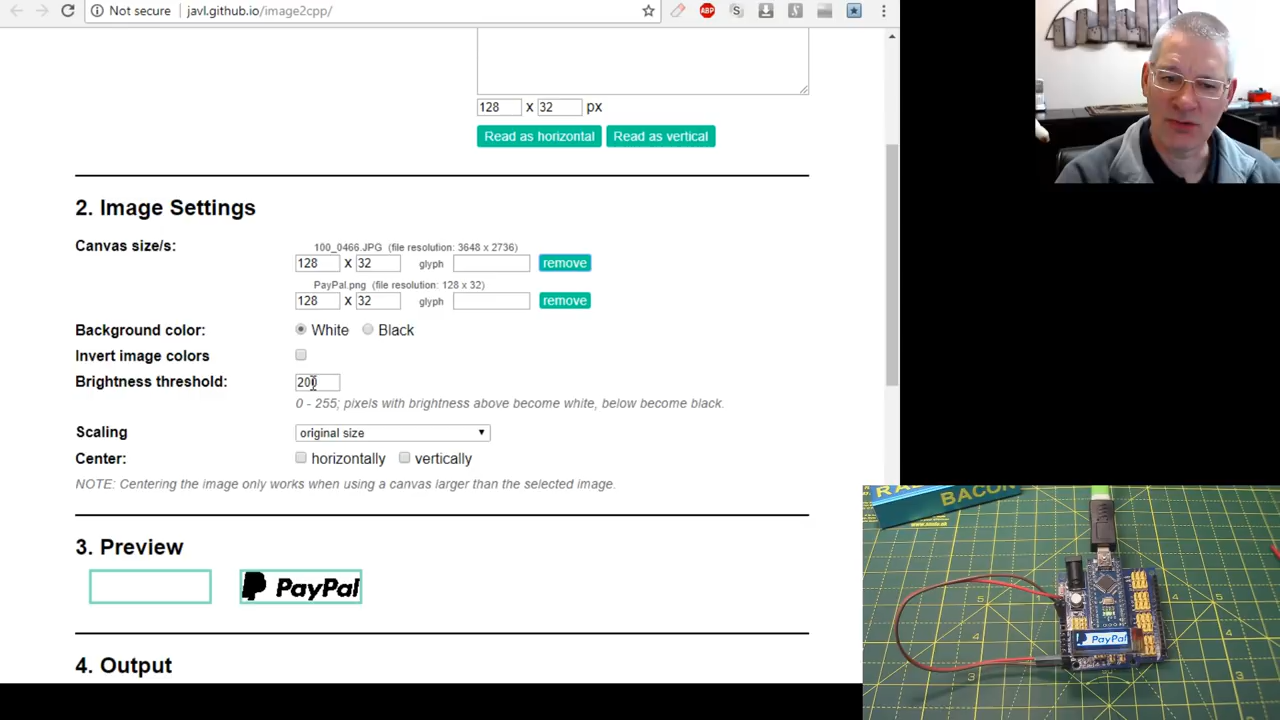 Not secure javl.github.io/image2cpp/
128 x 32 px
Read as horizontal Read as vertical
2. Image Settings
Canvas size/s:
100_0466.JPG (file resolution: 3648 x 2736)
128 x 32 glyph remove
PayPal.png (file resolution: 128 x 32)
128 x 32 glyph remove
Background color: White Black
Invert image colors
Brightness threshold: 200
0 - 255; pixels with brightness above become white, below become black.
Scaling original size
Center: horizontally vertically
NOTE: Centering the image only works when using a canvas larger than the selected image.
3. Preview
PayPal
4. Output
BACON
PayPal